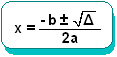 x = (-b ± √Δ) / 2a